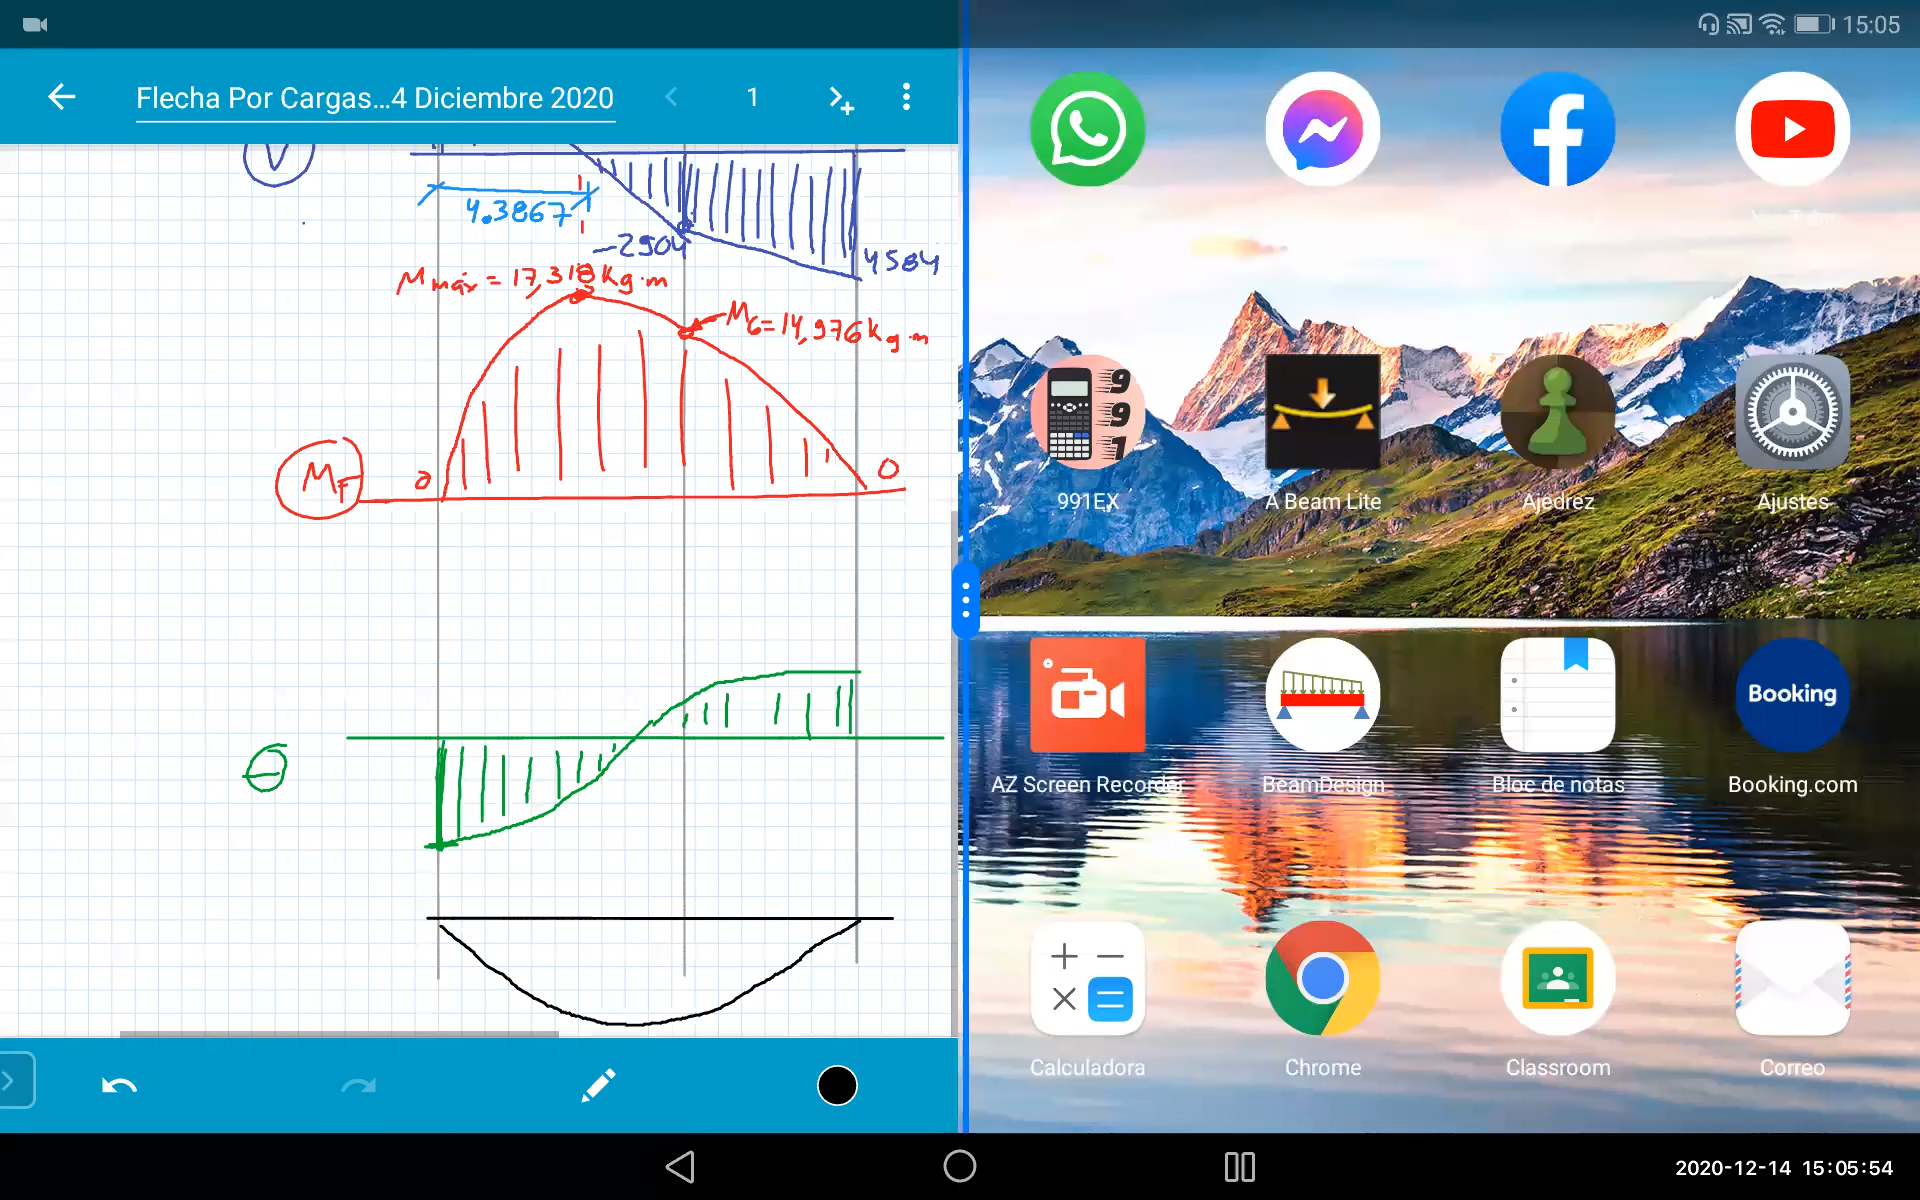 15:05
Flecha Por Cargas...4 Diciembre 2020
1
V
4.3867
-2904
4584
Mmáx = 17,318 Kg·m
M6=14,976 kg·m
MF
0
0
θ
991EX
A Beam Lite
Ajedrez
Ajustes
AZ Screen Recorder
BeamDesign
Bloc de notas
Booking
Booking.com
Calculadora
Chrome
Classroom
Correo
2020-12-14 15:05:54